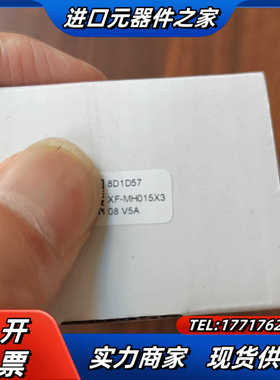 进口元器件之家
8D1D57
XF-MH015X3
08 V5A
开
票
TEL:1771762
实力商家 现货供